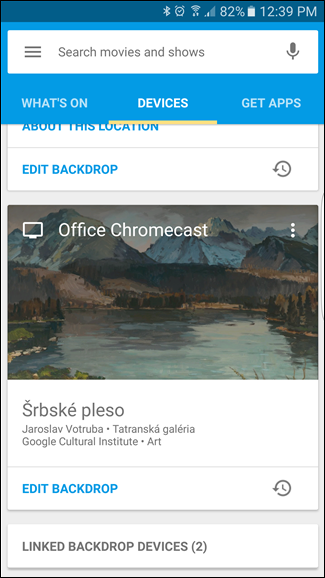 82% 12:39 PM
Search movies and shows
WHAT'S ON DEVICES GET APPS
ABOUT THIS LOCATION
EDIT BACKDROP
Office Chromecast
Štrbské pleso
Jaroslav Votruba • Tatranská galéria
Google Cultural Institute • Art
EDIT BACKDROP
LINKED BACKDROP DEVICES (2)